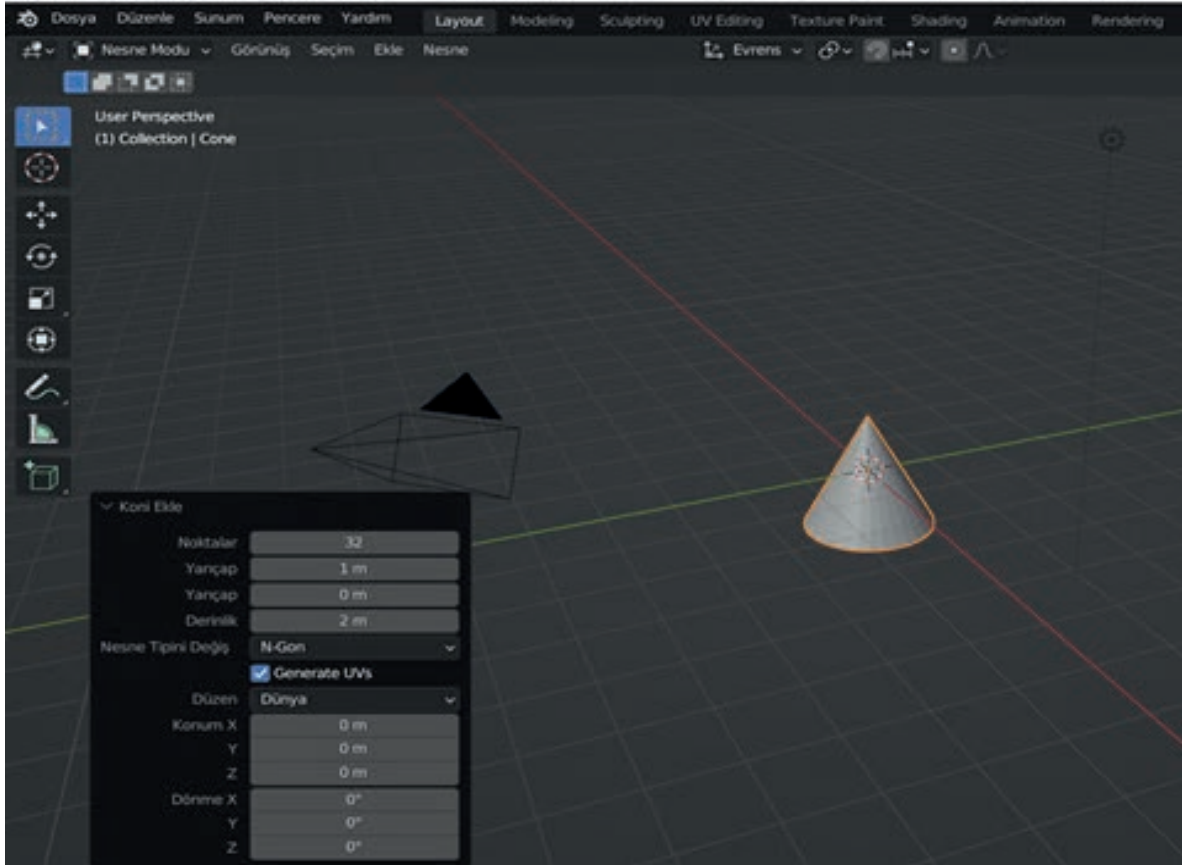 Dosya Düzenle Sunum Pencere Yardım Layout Modeling Sculpting UV Editing Texture Paint Shading Animation Rendering
Nesne Modu Görünüş Seçim Ekle Nesne Evrens
User Perspective
(1) Collection | Cone
Koni Ekle
Noktalar 32
Yarıçap 1 m
Yarıçap 0 m
Derinlik 2 m
Nesne Tipini Değiş N-Gon
Generate UVs
Düzen Dünya
Konum X 0 m
Y 0 m
Z 0 m
Dönme X 0°
Y 0°
Z 0°